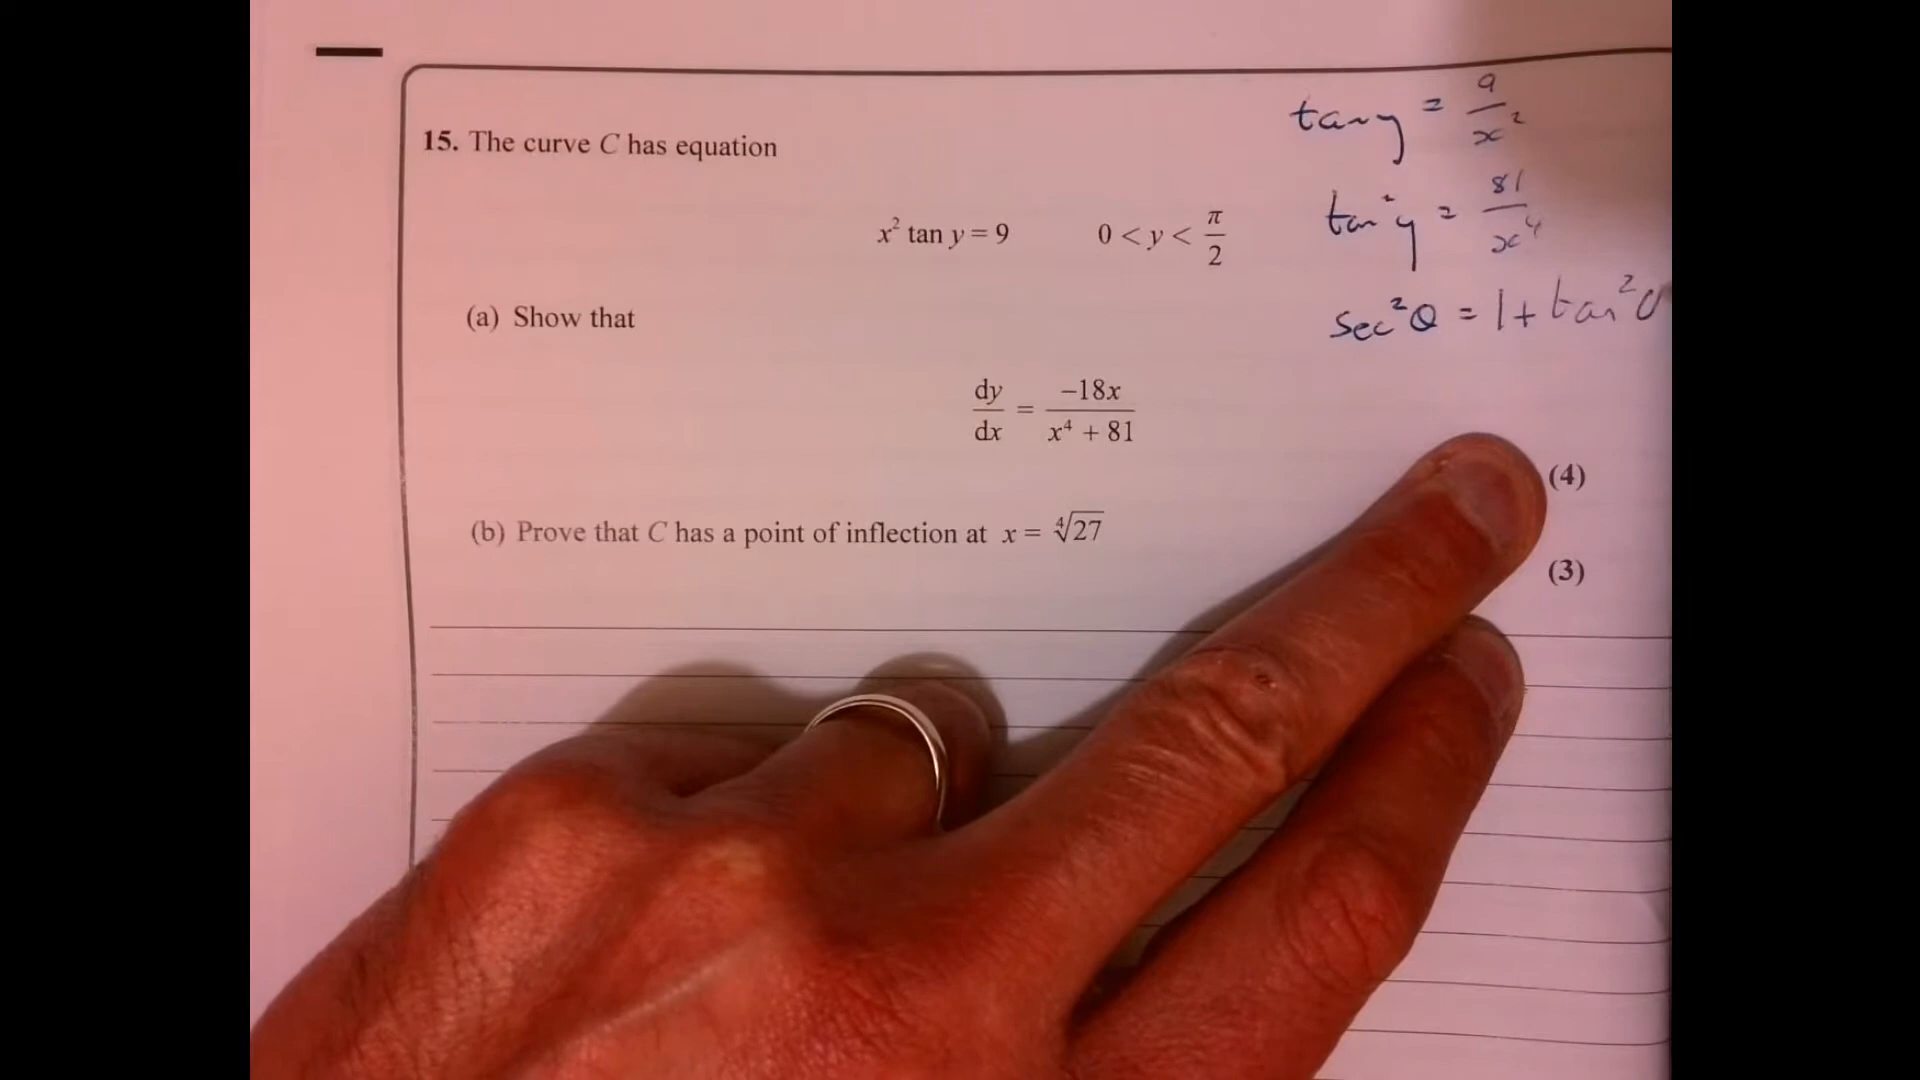 15. The curve C has equation
tan y = 9/x²
x² tan y = 9 0 < y < π/2
tan²y = 81/x⁴
sec²θ = 1 + tan²θ
(a) Show that
dy/dx = −18x/(x⁴ + 81)
(4)
(b) Prove that C has a point of inflection at x = ∜27
(3)